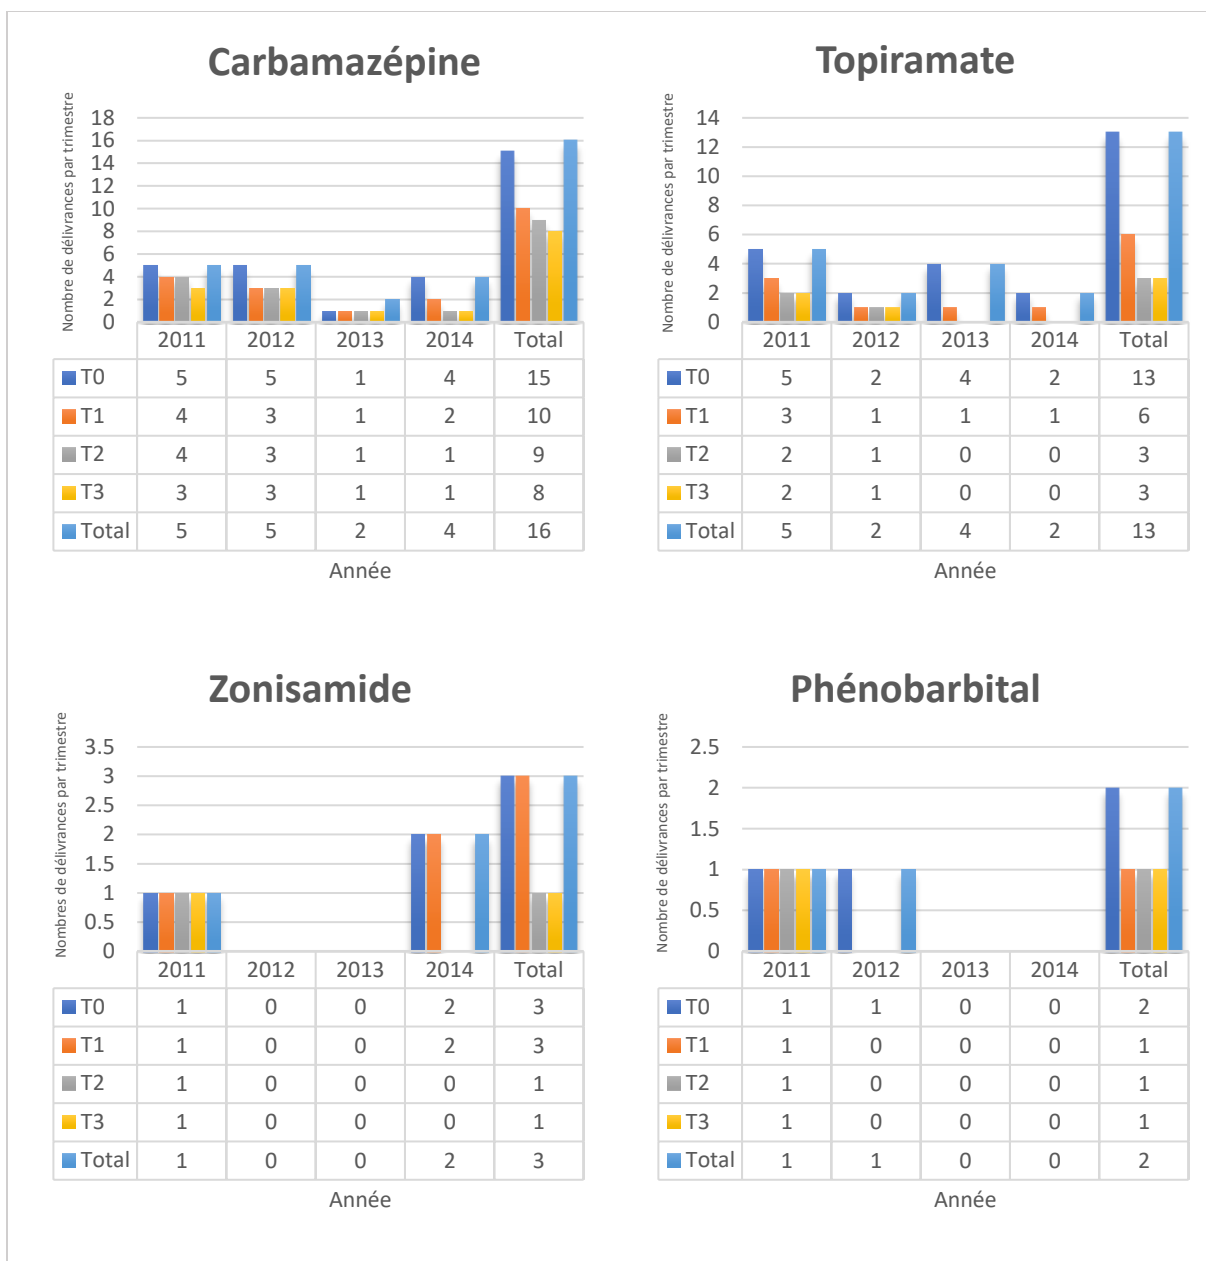 Carbamazépine
Nombre de délivrances par trimestre
18
16
14
12
10
8
6
4
2
0
2011 2012 2013 2014 Total
T0 5 5 1 4 15
T1 4 3 1 2 10
T2 4 3 1 1 9
T3 3 3 1 1 8
Total 5 5 2 4 16
Année
Topiramate
Nombre de délivrances par trimestre
14
12
10
8
6
4
2
0
2011 2012 2013 2014 Total
T0 5 2 4 2 13
T1 3 1 1 1 6
T2 2 1 0 0 3
T3 2 1 0 0 3
Total 5 2 4 2 13
Année
Zonisamide
Nombres de délivrances par trimestre
3.5
3
2.5
2
1.5
1
0.5
0
2011 2012 2013 2014 Total
T0 1 0 0 2 3
T1 1 0 0 2 3
T2 1 0 0 0 1
T3 1 0 0 0 1
Total 1 0 0 2 3
Année
Phénobarbital
Nombre de délivrances par trimestre
2.5
2
1.5
1
0.5
0
2011 2012 2013 2014 Total
T0 1 1 0 0 2
T1 1 0 0 0 1
T2 1 0 0 0 1
T3 1 0 0 0 1
Total 1 1 0 0 2
Année